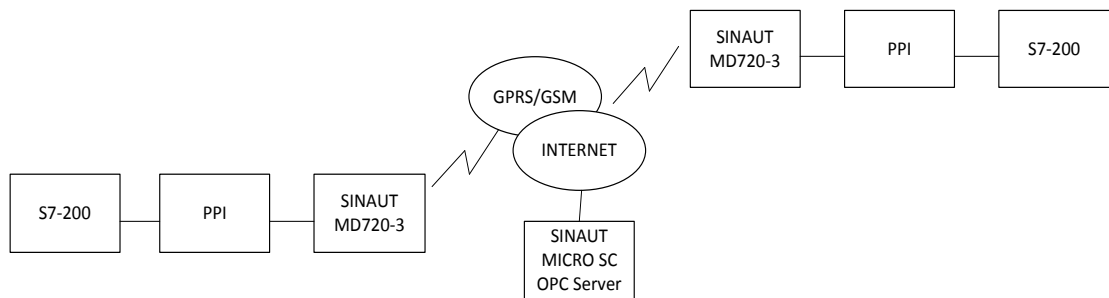 SINAUT
MD720-3
PPI
S7-200
GPRS/GSM
INTERNET
S7-200
PPI
SINAUT
MD720-3
SINAUT
MICRO SC
OPC Server